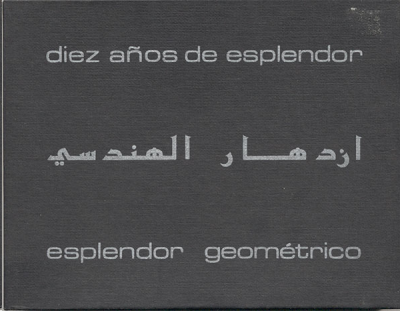 diez años de esplendor
ازدهار الهندسي
esplendor geométrico